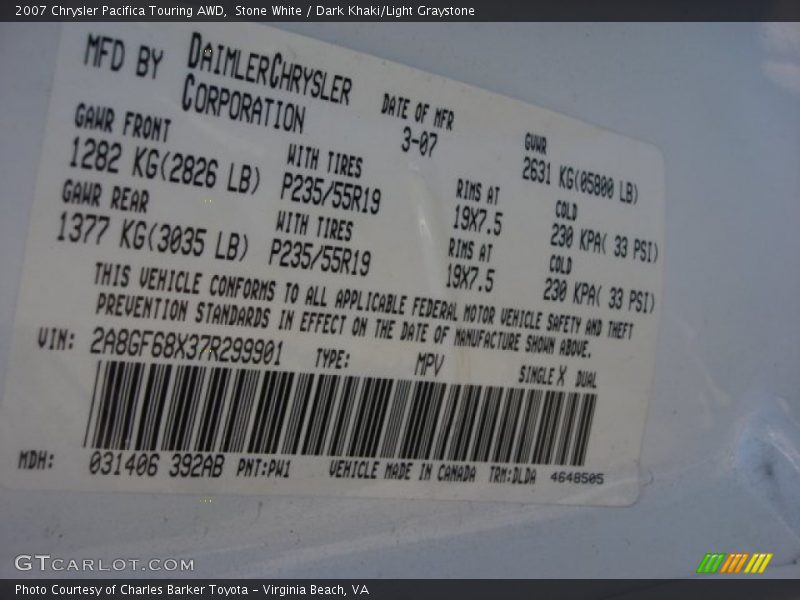 2007 Chrysler Pacifica Touring AWD, Stone White / Dark Khaki/Light Graystone
MFD BY DAIMLERCHRYSLER CORPORATION
DATE OF MFR 3-07
GVWR 2631 KG(05800 LB)
GAWR FRONT 1282 KG(2826 LB)
WITH TIRES P235/55R19
RIMS AT 19X7.5
COLD 230 KPA( 33 PSI)
GAWR REAR 1377 KG(3035 LB)
WITH TIRES P235/55R19
RIMS AT 19X7.5
COLD 230 KPA( 33 PSI)
THIS VEHICLE CONFORMS TO ALL APPLICABLE FEDERAL MOTOR VEHICLE SAFETY AND THEFT
PREVENTION STANDARDS IN EFFECT ON THE DATE OF MANUFACTURE SHOWN ABOVE.
VIN: 2A8GF68X37R299901 TYPE: MPV SINGLE X DUAL
MDH: 031406 392AB PNT:PW1 VEHICLE MADE IN CANADA TRM:DLDA 4648505
GTCARLOT.COM
Photo Courtesy of Charles Barker Toyota - Virginia Beach, VA